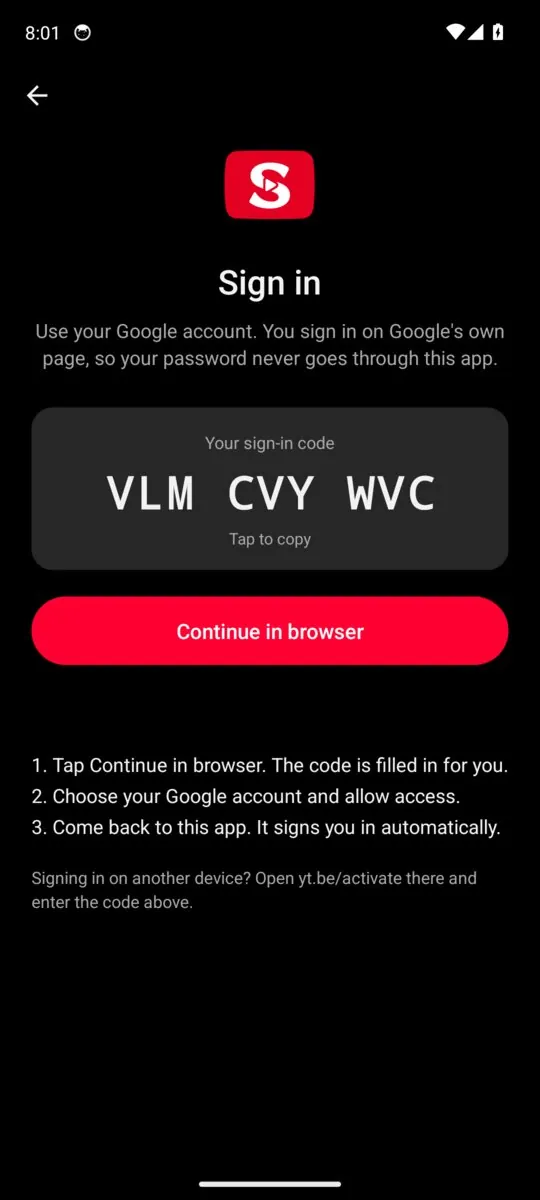 8:01
S
Sign in
Use your Google account. You sign in on Google's own
page, so your password never goes through this app.
Your sign-in code
VLM CVY WVC
Tap to copy
Continue in browser
1. Tap Continue in browser. The code is filled in for you.
2. Choose your Google account and allow access.
3. Come back to this app. It signs you in automatically.
Signing in on another device? Open yt.be/activate there and
enter the code above.